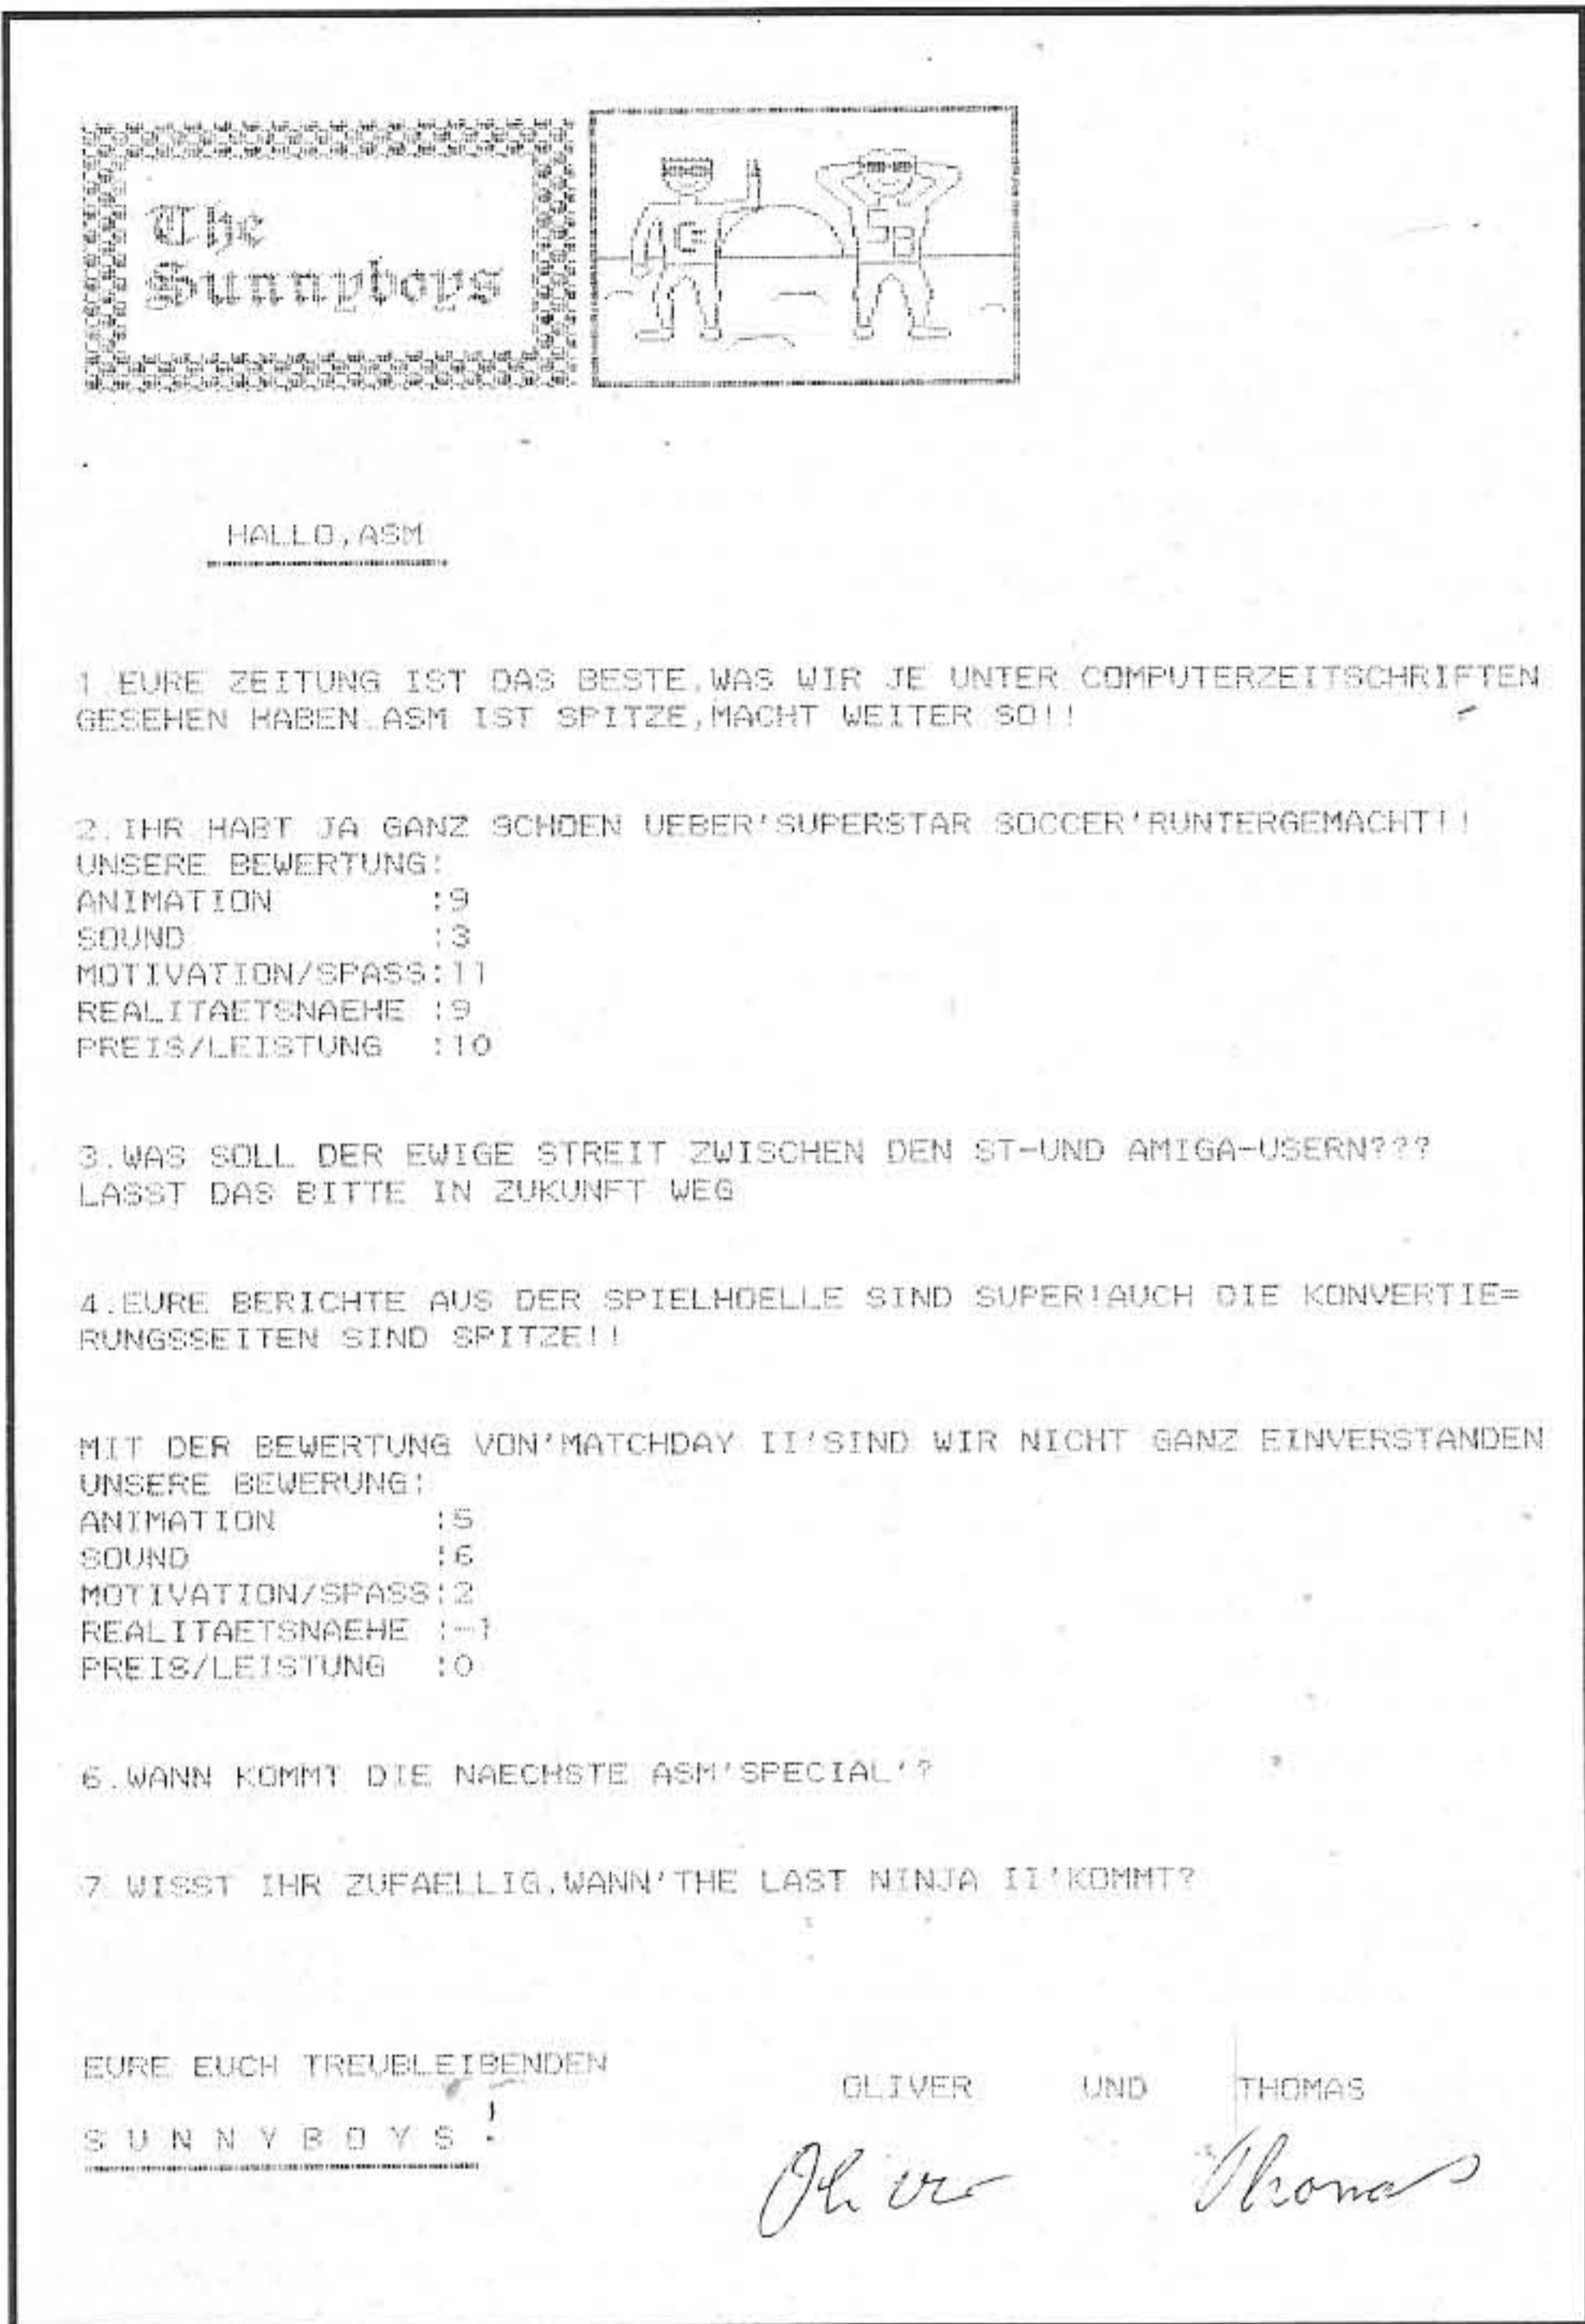 The
Sunnyboys
G
SB
HALLO,ASM
1.EURE ZEITUNG IST DAS BESTE,WAS WIR JE UNTER COMPUTERZEITSCHRIFTEN
GESEHEN HABEN.ASM IST SPITZE,MACHT WEITER SO!!
2.IHR HABT JA GANZ SCHOEN UEBER'SUPERSTAR SOCCER'RUNTERGEMACHT!!
UNSERE BEWERTUNG:
ANIMATION :9
SOUND :3
MOTIVATION/SPASS:11
REALITAETSNAEHE :9
PREIS/LEISTUNG :10
3.WAS SOLL DER EWIGE STREIT ZWISCHEN DEN ST-UND AMIGA-USERN???
LASST DAS BITTE IN ZUKUNFT WEG
4.EURE BERICHTE AUS DER SPIELHOELLE SIND SUPER!AUCH DIE KONVERTIE=
RUNGSSEITEN SIND SPITZE!!
MIT DER BEWERTUNG VON'MATCHDAY II'SIND WIR NICHT GANZ EINVERSTANDEN
UNSERE BEWERUNG:
ANIMATION :5
SOUND :6
MOTIVATION/SPASS:2
REALITAETSNAEHE :-1
PREIS/LEISTUNG :0
6.WANN KOMMT DIE NAECHSTE ASM'SPECIAL'?
7.WISST IHR ZUFAELLIG,WANN'THE LAST NINJA II'KOMMT?
EURE EUCH TREUBLEIBENDEN
OLIVER UND THOMAS
S U N N Y B O Y S !
Oliver Thomas